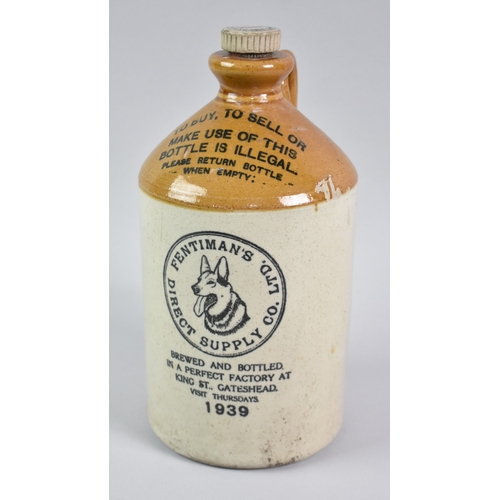 TO BUY, TO SELL OR
MAKE USE OF THIS
BOTTLE IS ILLEGAL.
PLEASE RETURN BOTTLE
WHEN EMPTY:
FENTIMAN'S
DIRECT SUPPLY CO. LTD.
BREWED AND BOTTLED,
IN A PERFECT FACTORY AT
KING ST., GATESHEAD.
VISIT THURSDAYS.
1939